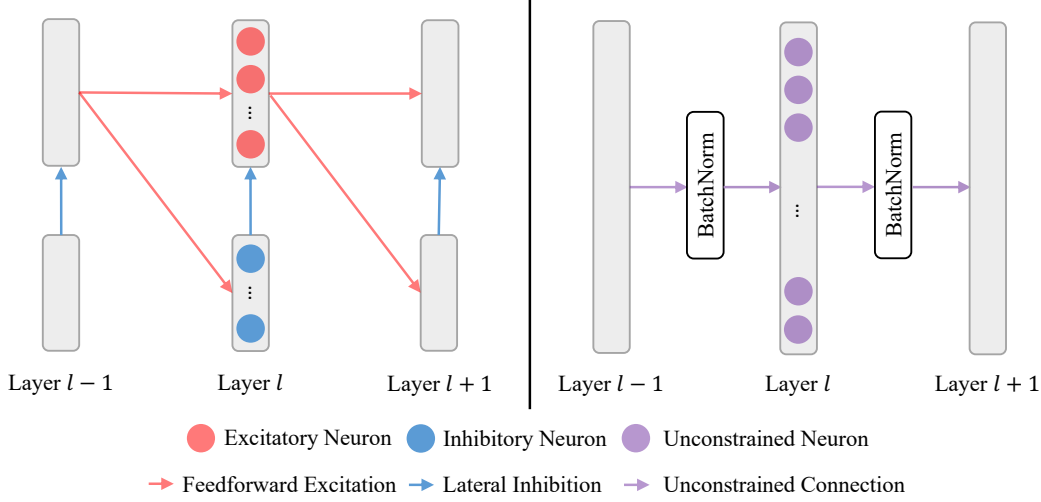 ...
...
BatchNorm
...
BatchNorm
Layer l − 1
Layer l
Layer l + 1
Layer l − 1
Layer l
Layer l + 1
Excitatory Neuron
Inhibitory Neuron
Unconstrained Neuron
Feedforward Excitation
Lateral Inhibition
Unconstrained Connection